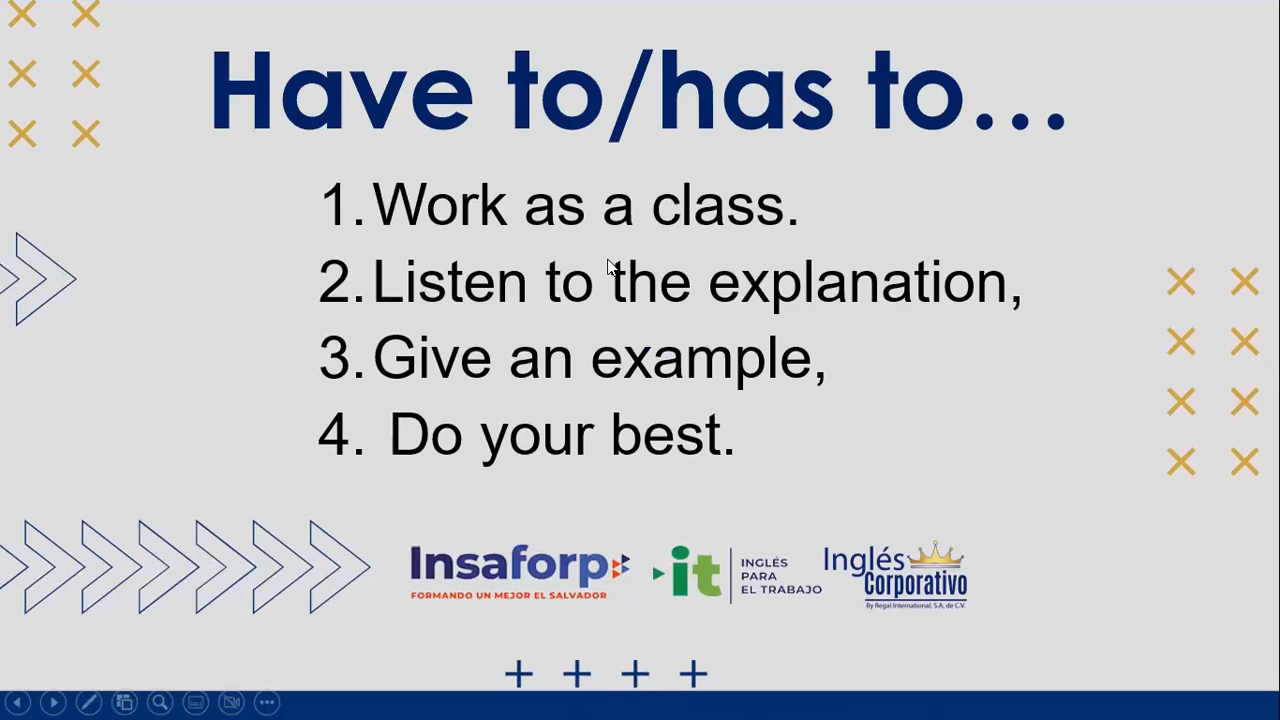 Have to/has to...
1. Work as a class.
2. Listen to the explanation,
3. Give an example,
4. Do your best.
Insaforp
FORMANDO UN MEJOR EL SALVADOR
it
INGLÉS
PARA
EL TRABAJO
Inglés
Corporativo
By Regal International, S.A. de C.V.